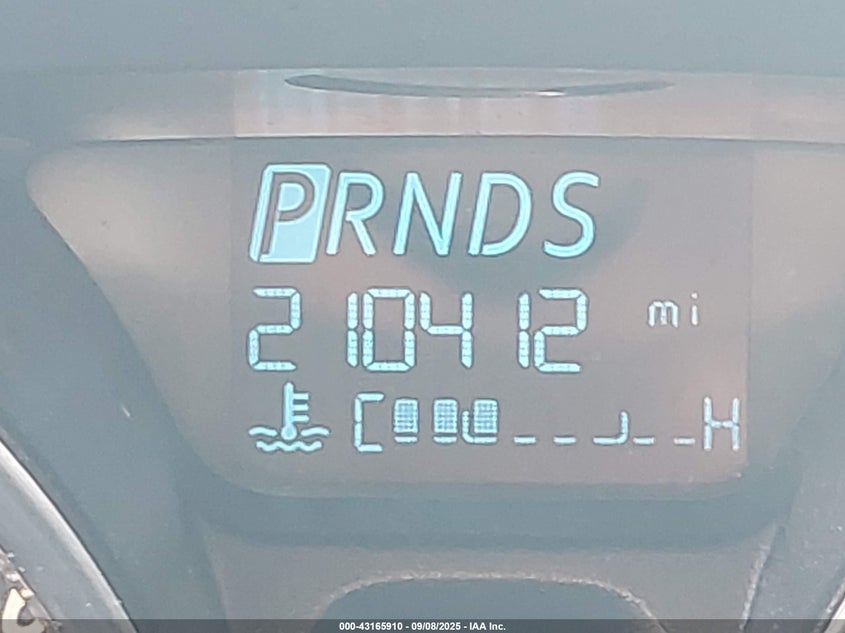 PRNDS
210412 mi
C H
000-43165910 - 09/08/2025 - IAA Inc.